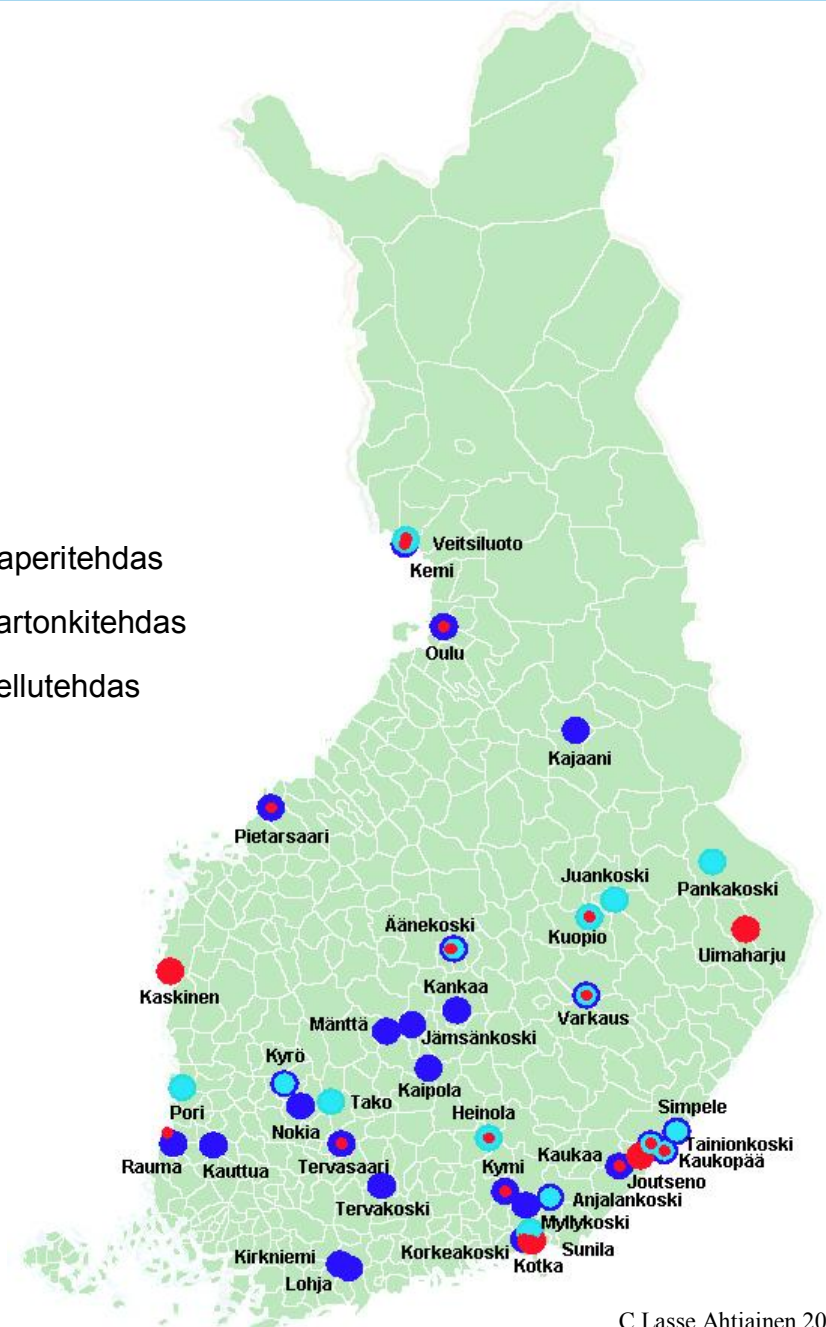 aperitehdas
artonkitehdas
ellutehdas
Veitsiluoto
Kemi
Oulu
Kajaani
Pietarsaari
Juankoski
Pankakoski
Äänekoski
Kuopio
Uimaharju
Kaskinen
Kankaa
Varkaus
Mänttä
Jämsänkoski
Kyrö
Kaipola
Simpele
Pori
Tako
Heinola
Nokia
Tainionkoski
Kaukaa
Kaukopää
Rauma
Kauttua
Tervasaari
Kymi
Joutseno
Anjalankoski
Tervakoski
Myllykoski
Kirkniemi
Korkeakoski
Sunila
Kotka
Lohja
C Lasse Ahtiainen 20